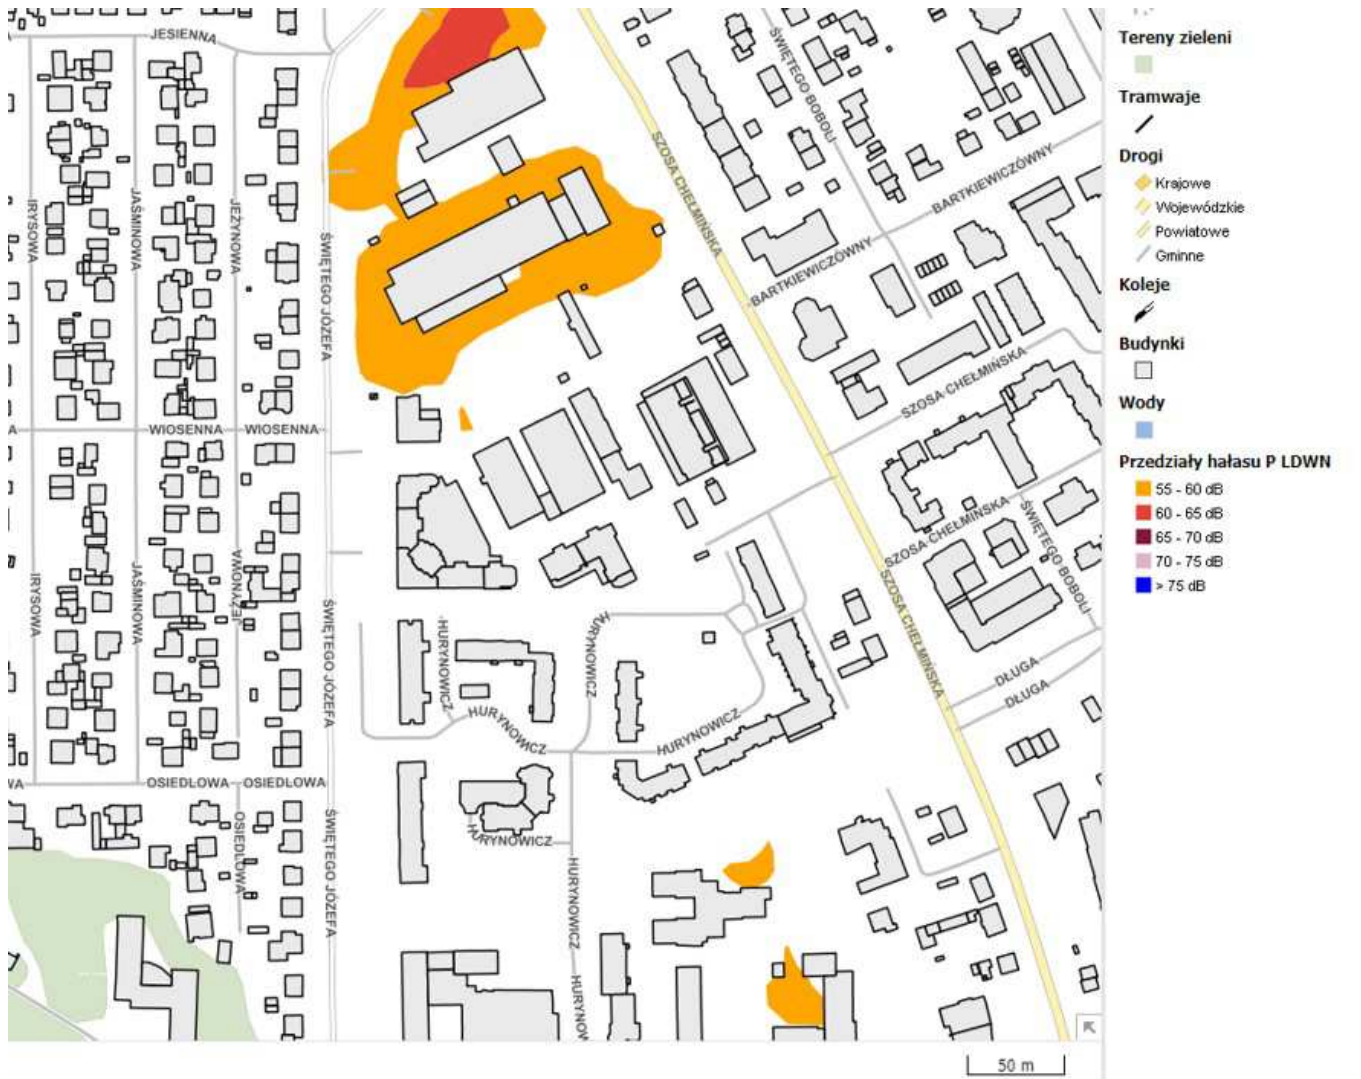 JESIENNA
ŚWIĘTEGO BOBOLI
SZOSA CHEŁMIŃSKA
BARTKIEWICZÓWNY
IRYSOWA
JAŚMINOWA
JEŻYNOWA
ŚWIĘTEGO JÓZEFA
BARTKIEWICZÓWNY
SZOSA CHEŁMIŃSKA
A
WIOSENNA
WIOSENNA
SZOSA CHEŁMIŃSKA
ŚWIĘTEGO BOBOLI
IRYSOWA
JAŚMINOWA
JEŻYNOWA
ŚWIĘTEGO JÓZEFA
SZOSA CHEŁMIŃSKA
HURYNOWICZ
HURYNOWICZ
DŁUGA
DŁUGA
HURYNOWICZ
HURYNOWICZ
WA
OSIEDLOWA
OSIEDLOWA
OSIEDLOWA
ŚWIĘTEGO JÓZEFA
HURYNOWICZ
HURYNOWICZ
HURYNOW
50 m
Tereny zieleni
Tramwaje
Drogi
Krajowe
Wojewódzkie
Powiatowe
Gminne
Koleje
Budynki
Wody
Przedziały hałasu P LDWN
55 - 60 dB
60 - 65 dB
65 - 70 dB
70 - 75 dB
> 75 dB